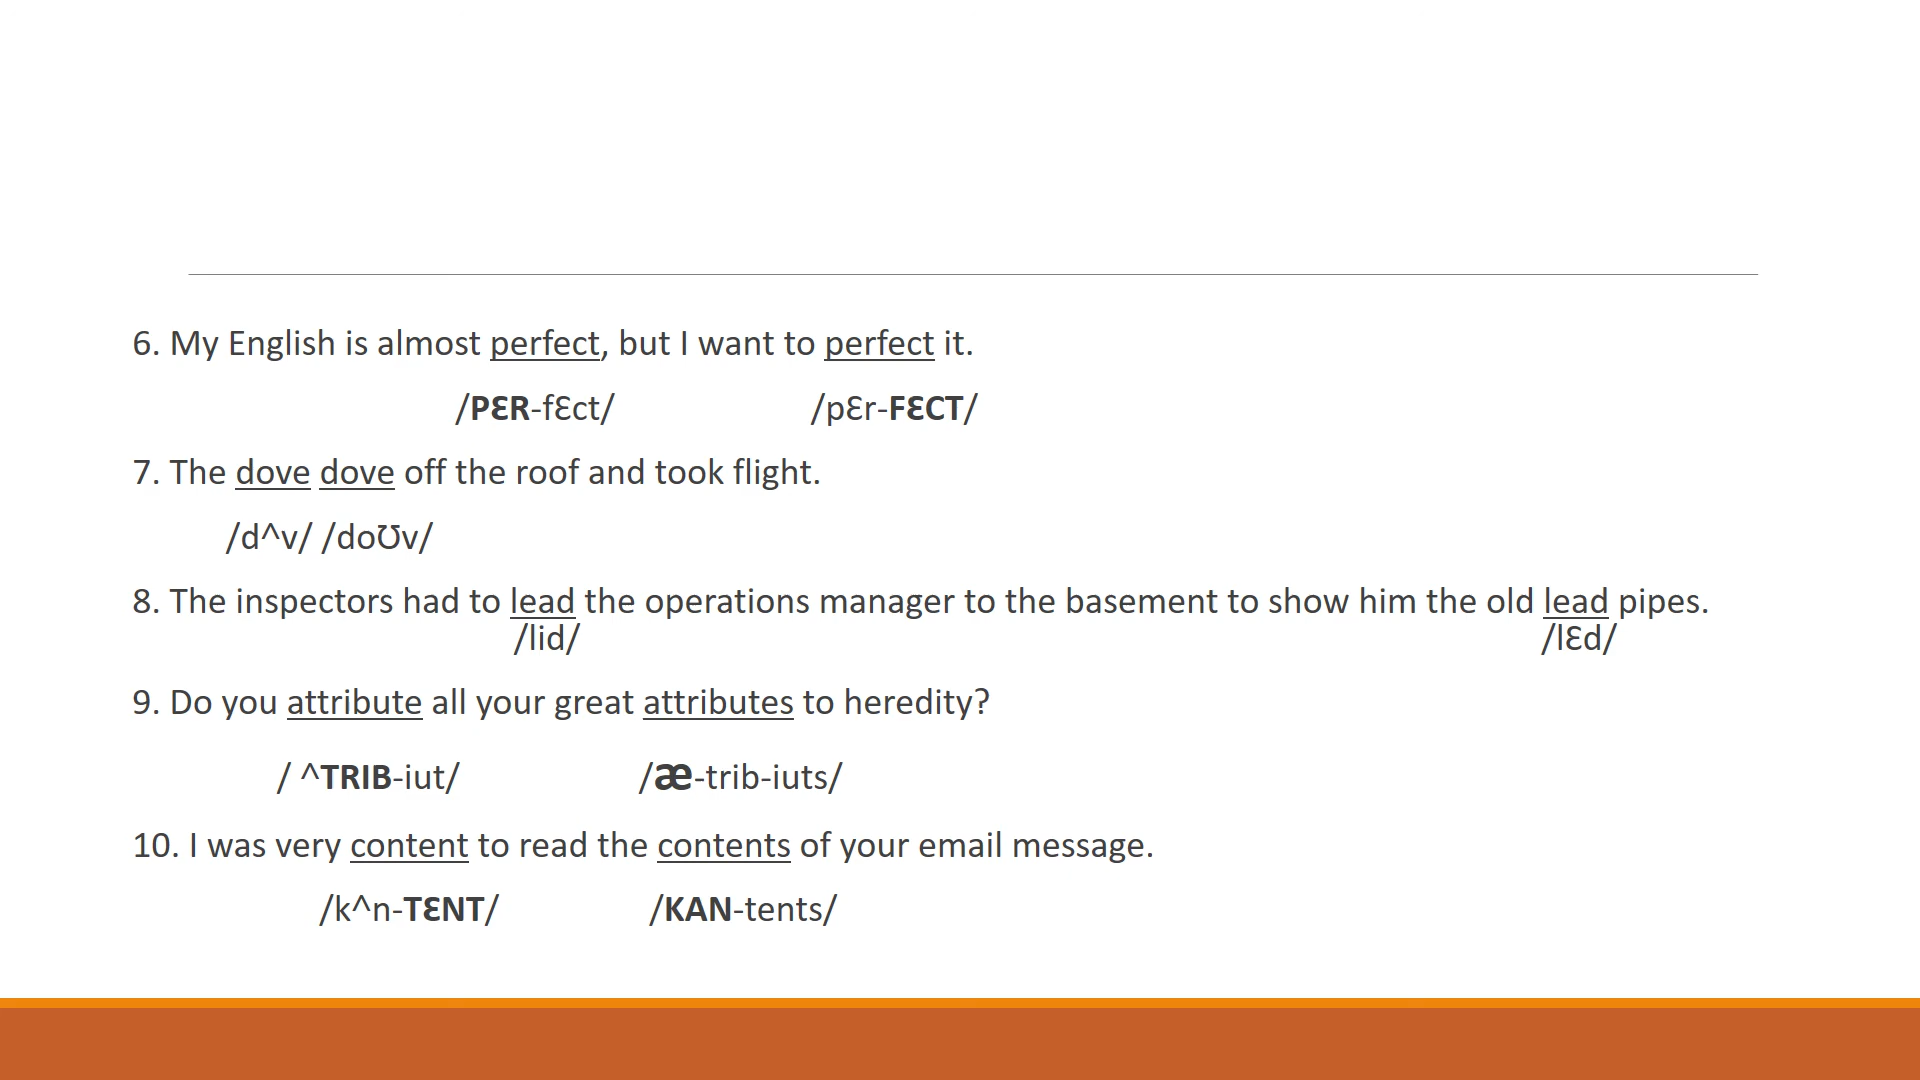 6. My English is almost perfect, but I want to perfect it.
/PƐR-fƐct/ /pƐr-FƐCT/
7. The dove dove off the roof and took flight.
/d^v/ /doƱv/
8. The inspectors had to lead the operations manager to the basement to show him the old lead pipes.
/lid/ /lƐd/
9. Do you attribute all your great attributes to heredity?
/ ^TRIB-iut/ /æ-trib-iuts/
10. I was very content to read the contents of your email message.
/k^n-TƐNT/ /KAN-tents/